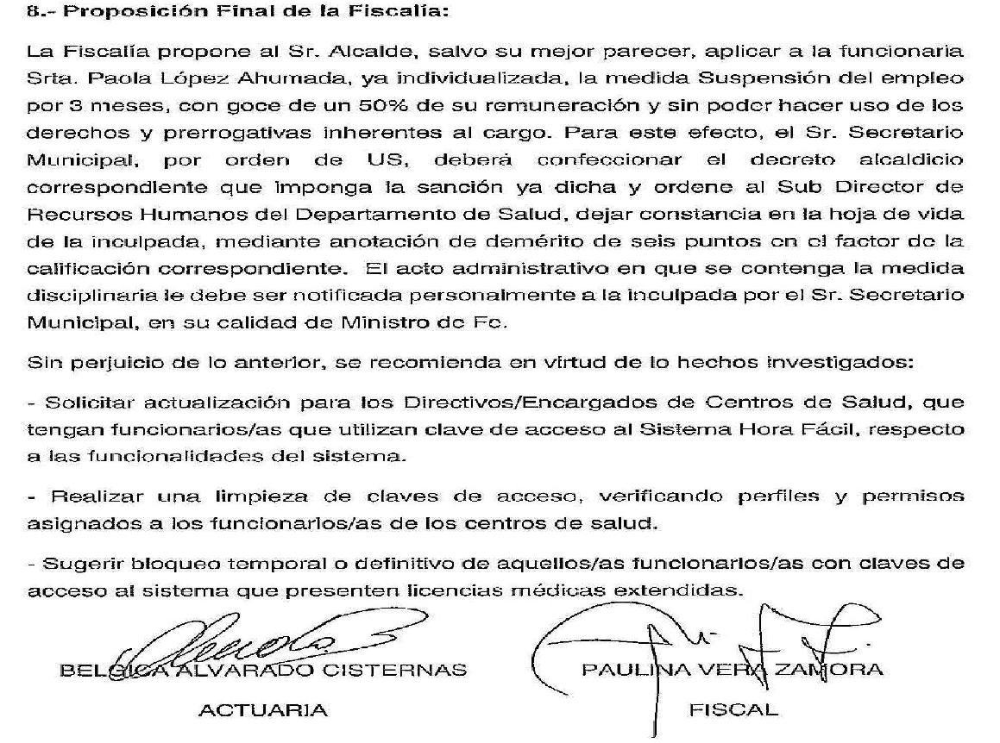 8.- Proposición Final de la Fiscalía:
La Fiscalía propone al Sr. Alcalde, salvo su mejor parecer, aplicar a la funcionaria
Srta. Paola López Ahumada, ya individualizada, la medida Suspensión del empleo
por 3 meses, con goce de un 50% de su remuneración y sin poder hacer uso de los
derechos y prerrogativas inherentes al cargo. Para este efecto, el Sr. Secretario
Municipal, por orden de US, deberá confeccionar el decreto alcaldicio
correspondiente que imponga la sanción ya dicha y ordene al Sub Director de
Recursos Humanos del Departamento de Salud, dejar constancia en la hoja de vida
de la inculpada, mediante anotación de demérito de seis puntos en el factor de la
calificación correspondiente. El acto administrativo en que se contenga la medida
disciplinaria le debe ser notificada personalmente a la inculpada por el Sr. Secretario
Municipal, en su calidad de Ministro de Fe.
Sin perjuicio de lo anterior, se recomienda en virtud de lo hechos investigados:
- Solicitar actualización para los Directivos/Encargados de Centros de Salud, que
tengan funcionarios/as que utilizan clave de acceso al Sistema Hora Fácil, respecto
a las funcionalidades del sistema.
- Realizar una limpieza de claves de acceso, verificando perfiles y permisos
asignados a los funcionarios/as de los centros de salud.
- Sugerir bloqueo temporal o definitivo de aquellos/as funcionarios/as con claves de
acceso al sistema que presenten licencias médicas extendidas.
BELGICA ALVARADO CISTERNAS PAULINA VERA ZAMORA
ACTUARIA FISCAL